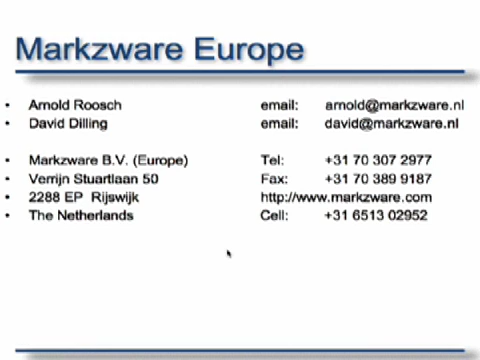 Markzware Europe
• Arnold Roosch email: arnold@markzware.nl
• David Dilling email: david@markzware.nl
• Markzware B.V. (Europe) Tel: +31 70 307 2977
• Verrijn Stuartlaan 50 Fax: +31 70 389 9187
• 2288 EP Rijswijk http://www.markzware.com
• The Netherlands Cell: +31 6513 02952